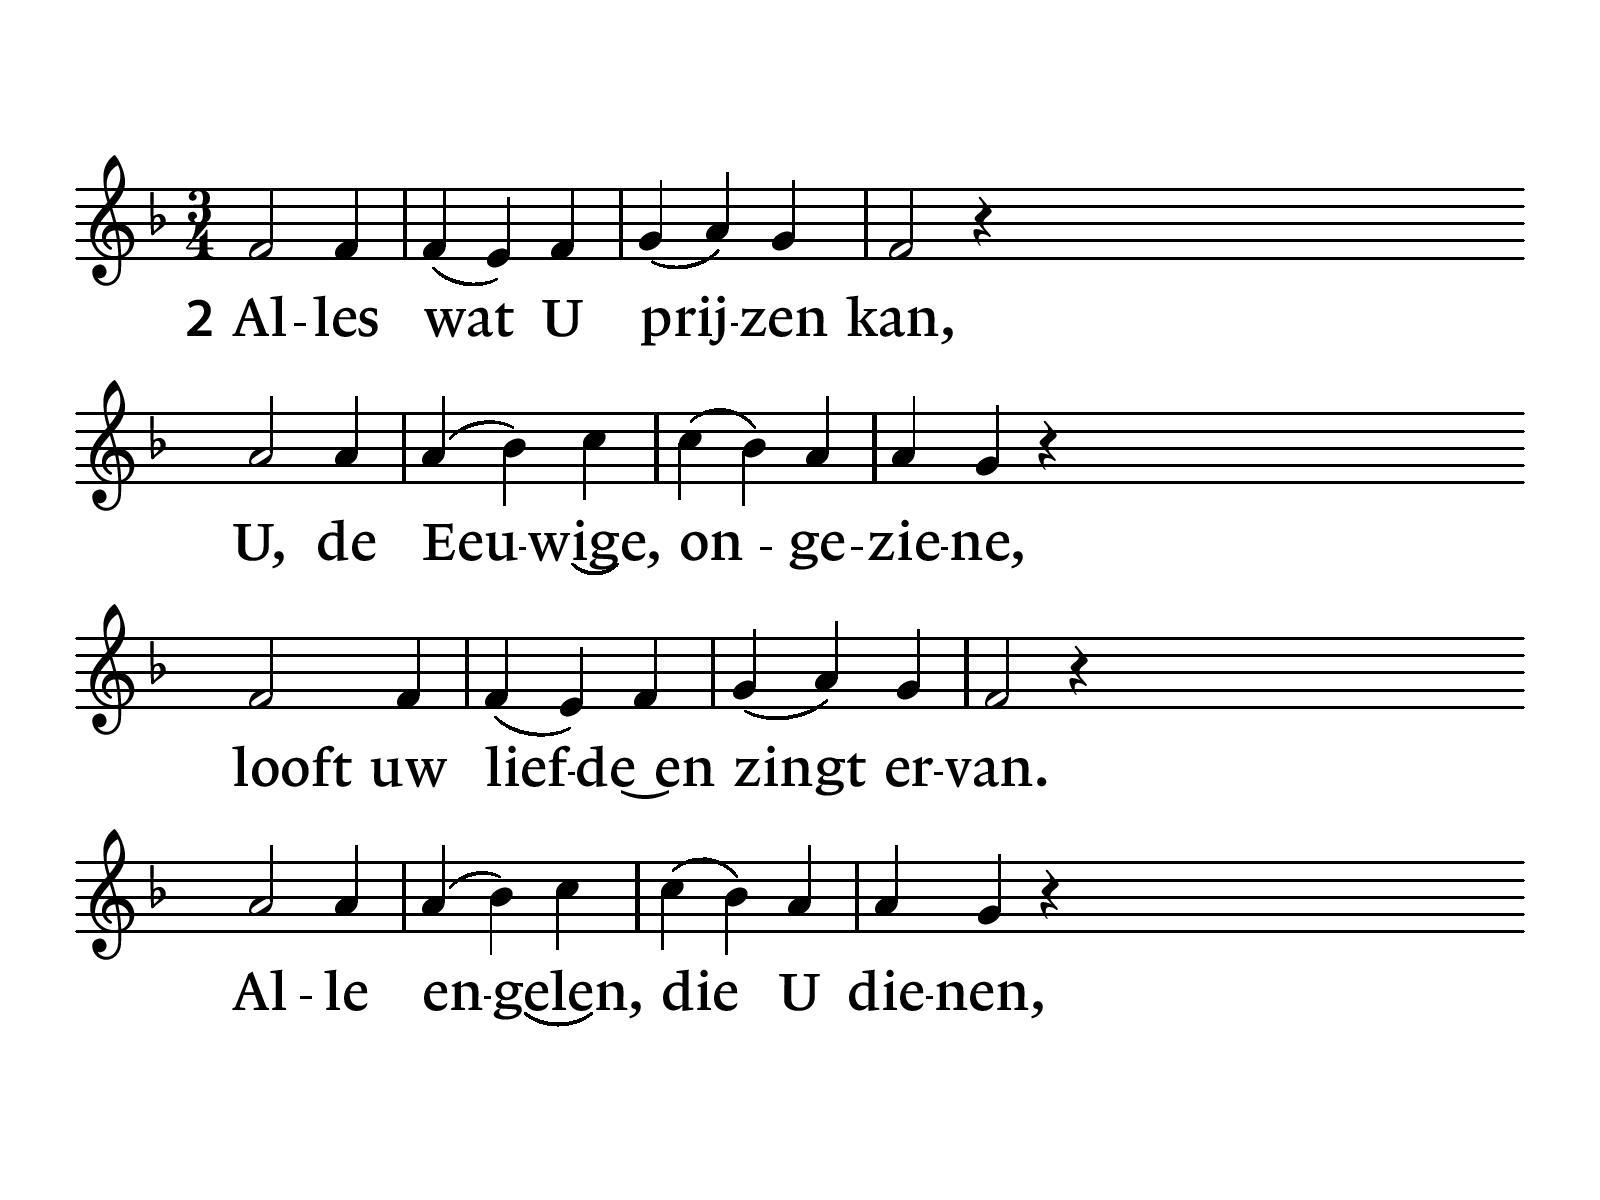 2 Al-les wat U prij-zen kan,
U, de Eeu-wige, on-ge-zie-ne,
looft uw lief-de en zingt er-van.
Al-le en-gelen, die U die-nen,